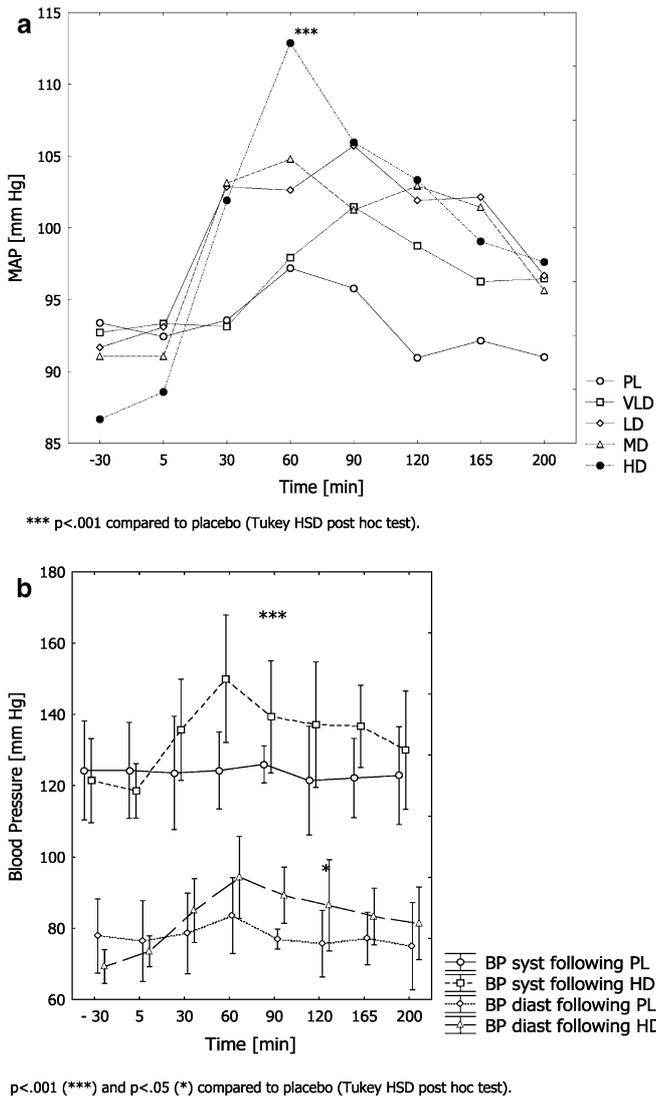 a
115
***
110
105
100
95
90
85
MAP [mm Hg]
-30 5 30 60 90 120 165 200
Time [min]
PL
VLD
LD
MD
HD
*** p<.001 compared to placebo (Tukey HSD post hoc test).
b
180
***
160
140
120
100
*
80
60
Blood Pressure [mm Hg]
- 30 5 30 60 90 120 165 200
Time [min]
BP syst following PL
BP syst following HD
BP diast following PL
BP diast following HD
p<.001 (***) and p<.05 (*) compared to placebo (Tukey HSD post hoc test).